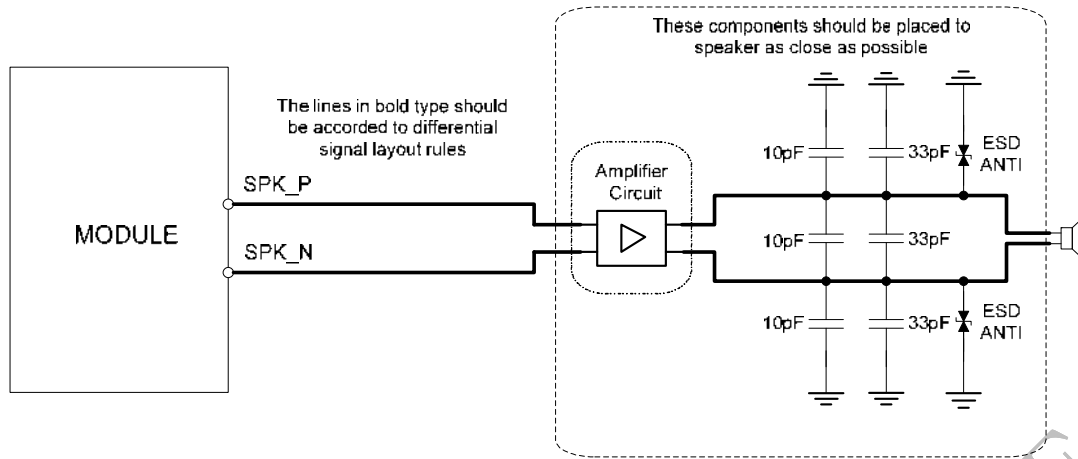 These components should be placed to
speaker as close as possible
The lines in bold type should
be accorded to differential
signal layout rules
10pF
33pF
ESD
ANTI
Amplifier
Circuit
SPK_P
MODULE
10pF
33pF
SPK_N
10pF
33pF
ESD
ANTI